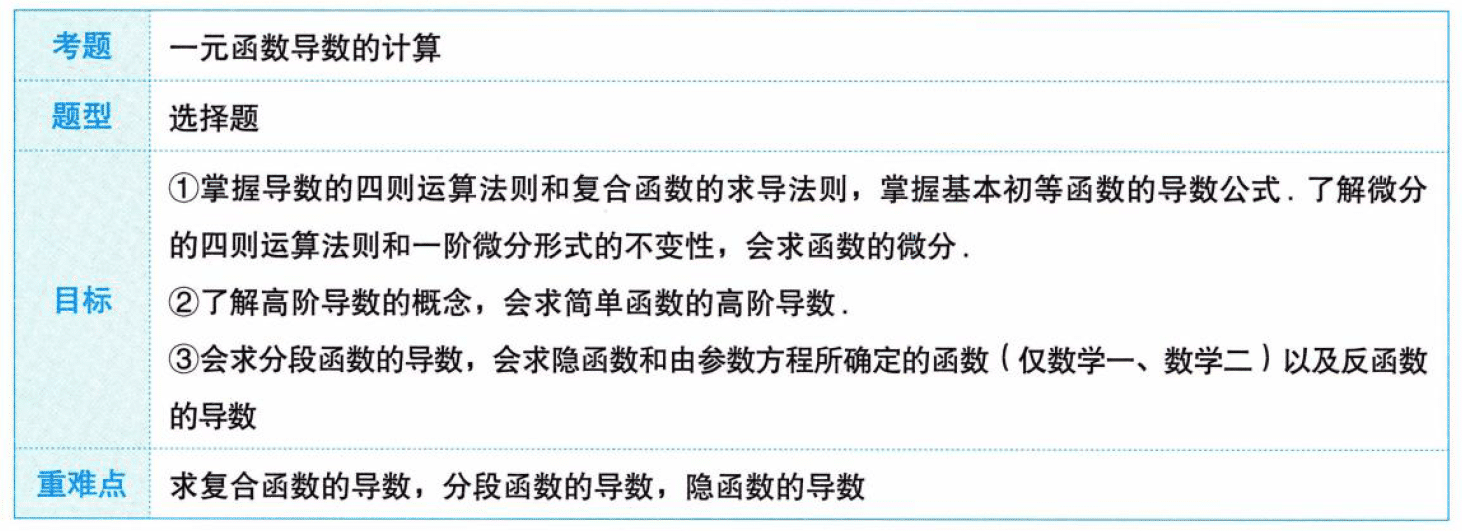 考题 一元函数导数的计算
题型 选择题
①掌握导数的四则运算法则和复合函数的求导法则，掌握基本初等函数的导数公式．了解微分
的四则运算法则和一阶微分形式的不变性，会求函数的微分．
目标 ②了解高阶导数的概念，会求简单函数的高阶导数．
③会求分段函数的导数，会求隐函数和由参数方程所确定的函数（仅数学一、数学二）以及反函数
的导数
重难点 求复合函数的导数，分段函数的导数，隐函数的导数